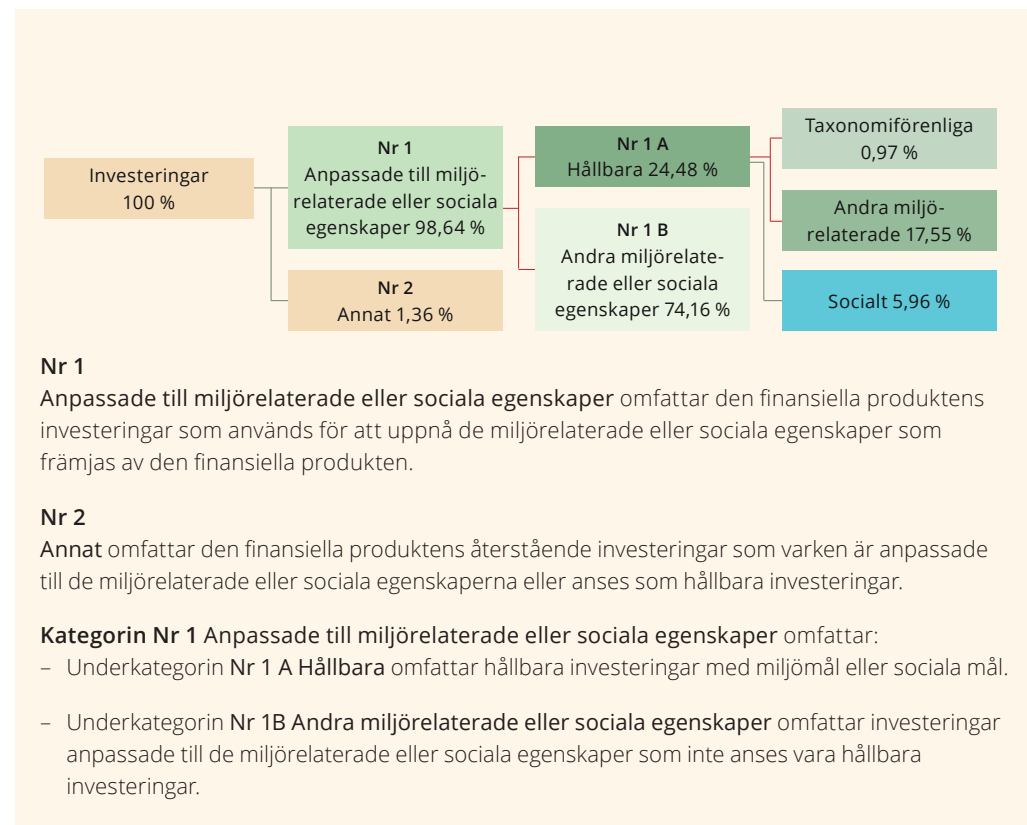 Investeringar
100 %
Nr 1
Anpassade till miljö-
relaterade eller sociala
egenskaper 98,64 %
Nr 2
Annat 1,36 %
Nr 1 A
Hållbara 24,48 %
Nr 1 B
Andra miljörelate-
rade eller sociala
egenskaper 74,16 %
Taxonomiförenliga
0,97 %
Andra miljö-
relaterade 17,55 %
Socialt 5,96 %
Nr 1
Anpassade till miljörelaterade eller sociala egenskaper omfattar den finansiella produktens
investeringar som används för att uppnå de miljörelaterade eller sociala egenskaper som
främjas av den finansiella produkten.
Nr 2
Annat omfattar den finansiella produktens återstående investeringar som varken är anpassade
till de miljörelaterade eller sociala egenskaperna eller anses som hållbara investeringar.
Kategorin Nr 1 Anpassade till miljörelaterade eller sociala egenskaper omfattar:
– Underkategorin Nr 1 A Hållbara omfattar hållbara investeringar med miljömål eller sociala mål.
– Underkategorin Nr 1B Andra miljörelaterade eller sociala egenskaper omfattar investeringar
anpassade till de miljörelaterade eller sociala egenskaper som inte anses vara hållbara
investeringar.